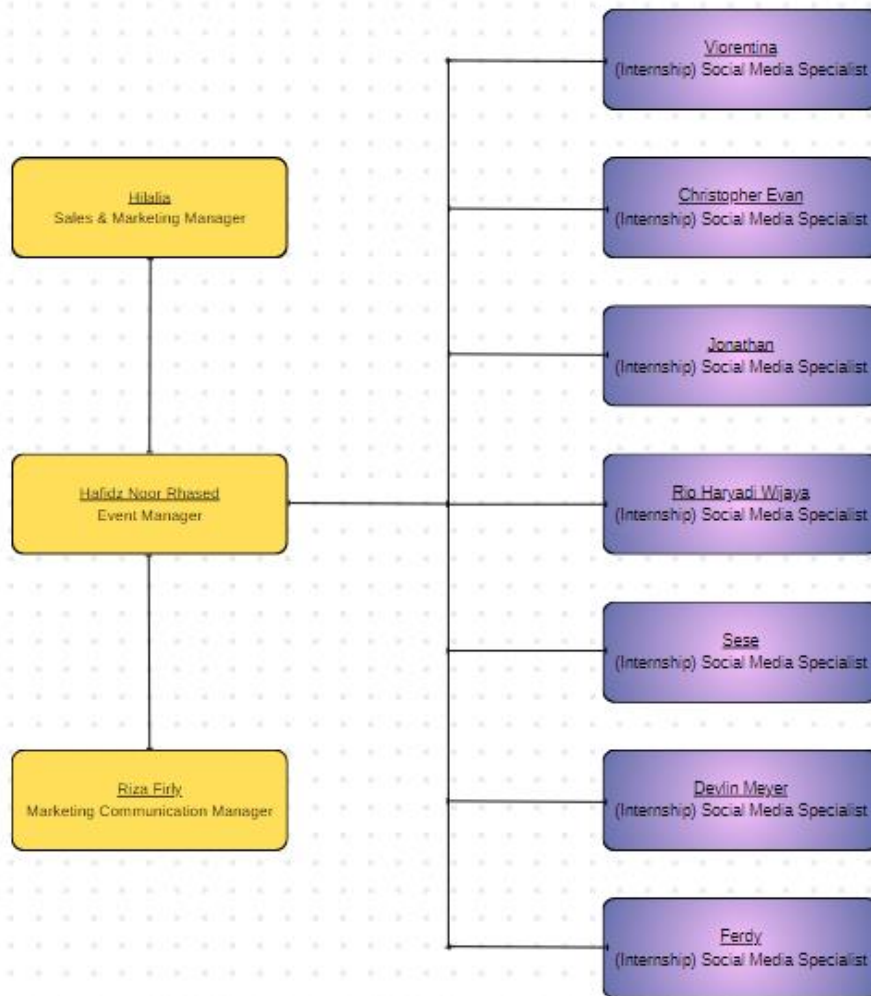 Hilalia
Sales & Marketing Manager
Hafidz Noor Rhased
Event Manager
Riza Firly
Marketing Communication Manager
Viorentina
(Internship) Social Media Specialist
Christopher Evan
(Internship) Social Media Specialist
Jonathan
(Internship) Social Media Specialist
Rio Haryadi Wijaya
(Internship) Social Media Specialist
Sese
(Internship) Social Media Specialist
Devlin Meyer
(Internship) Social Media Specialist
Ferdy
(Internship) Social Media Specialist